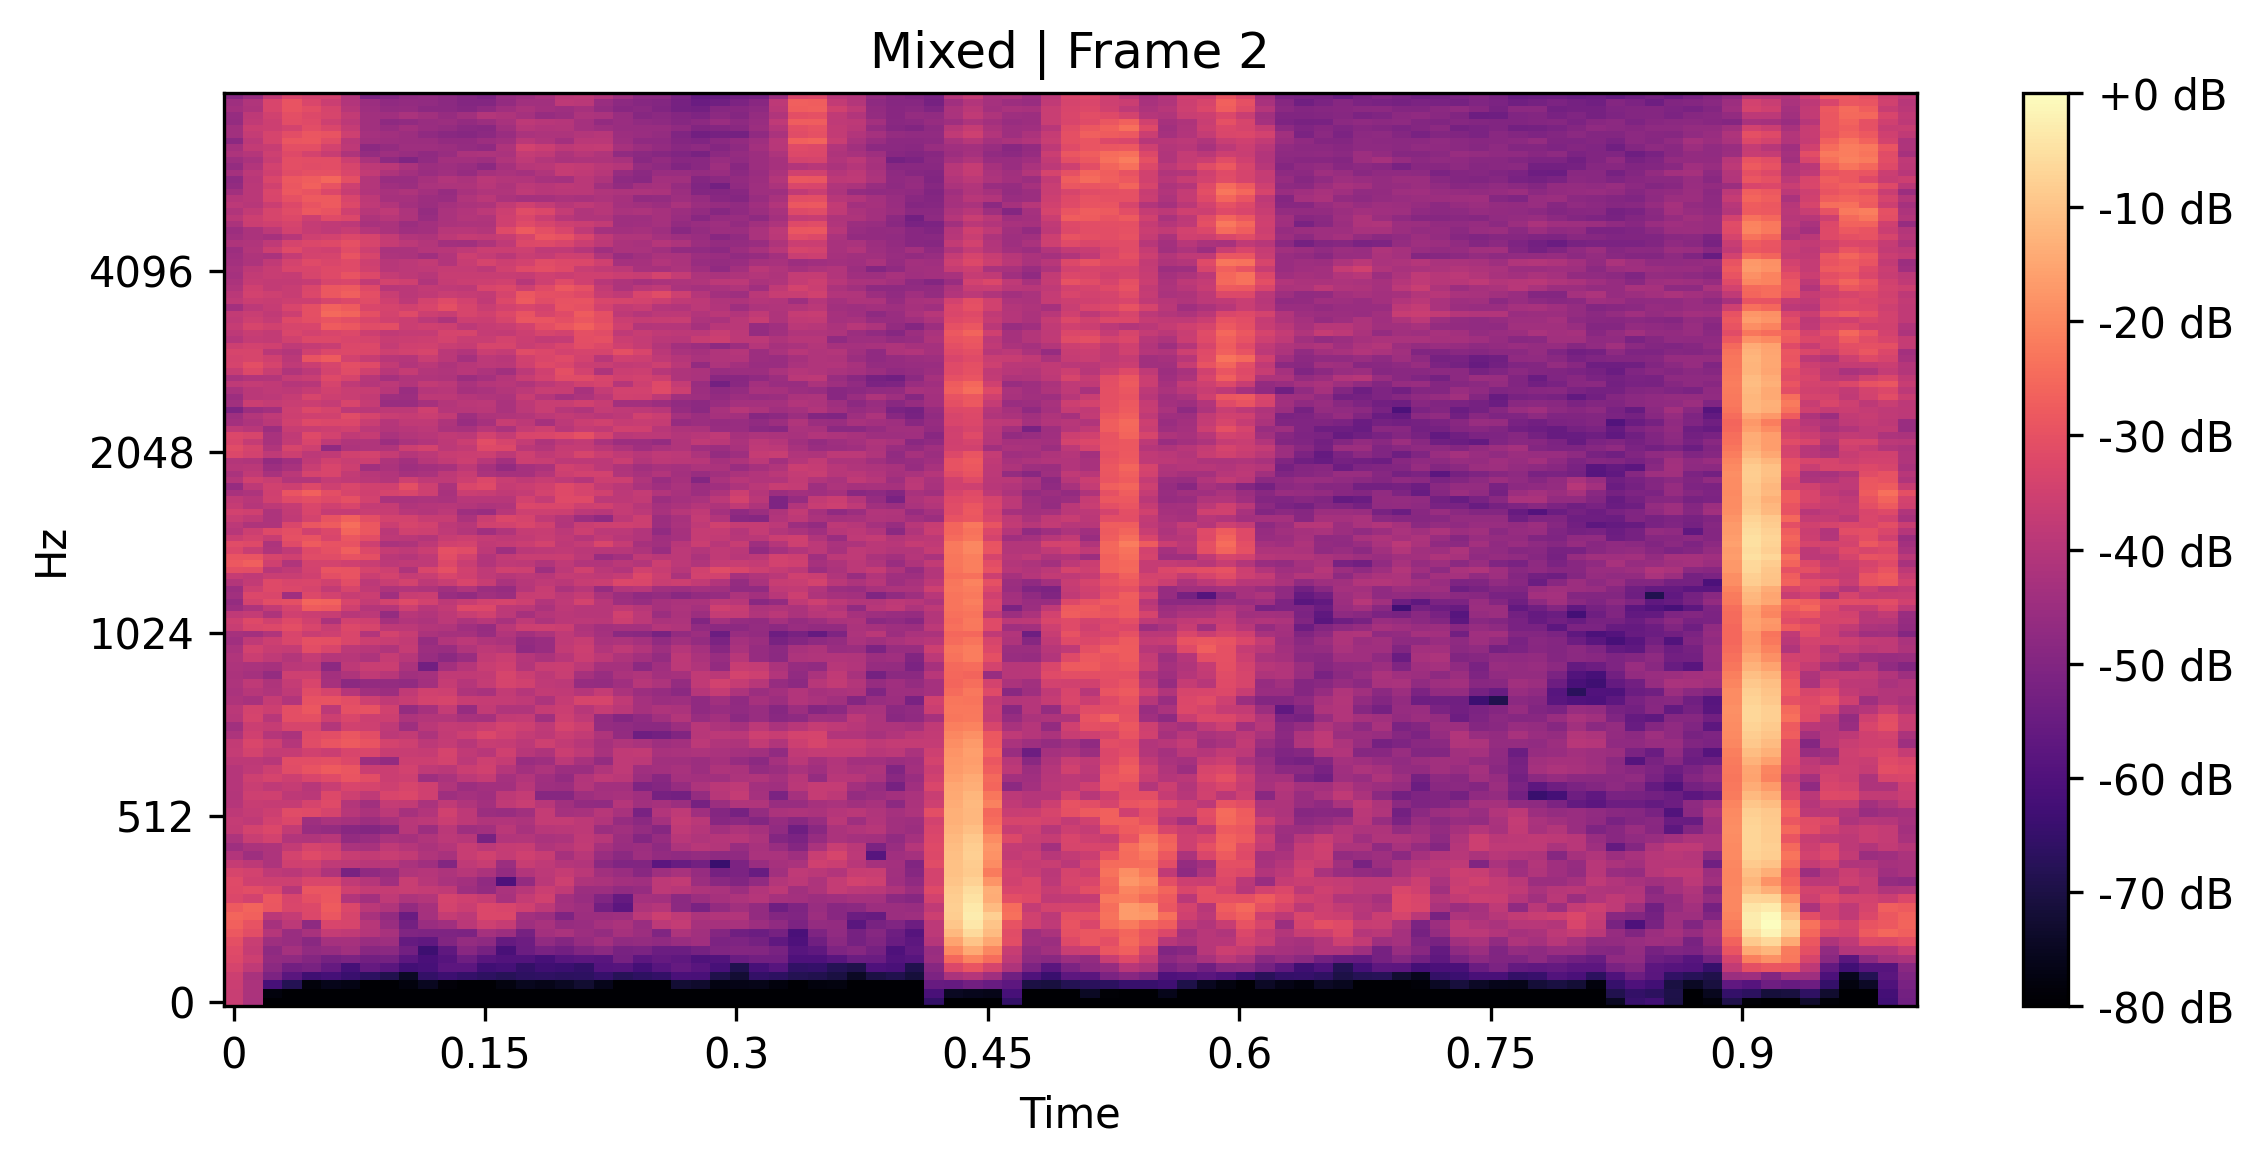 Mixed | Frame 2
+0 dB
-10 dB
-20 dB
-30 dB
-40 dB
-50 dB
-60 dB
-70 dB
-80 dB
Hz
4096
2048
1024
512
0
0 0.15 0.3 0.45 0.6 0.75 0.9
Time